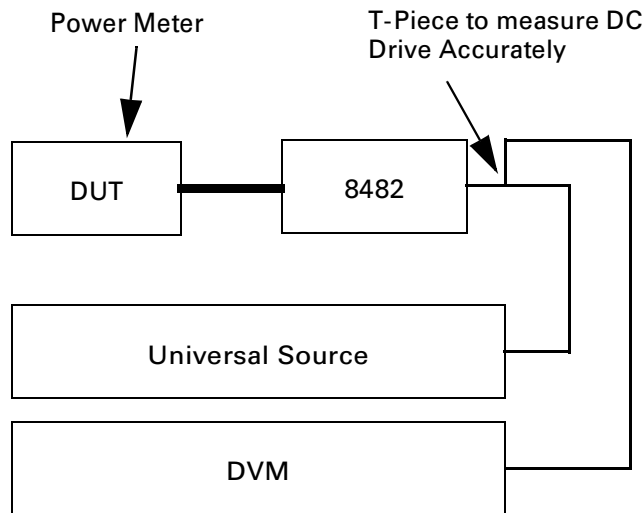 Power Meter
T-Piece to measure DC
Drive Accurately
DUT
8482
Universal Source
DVM